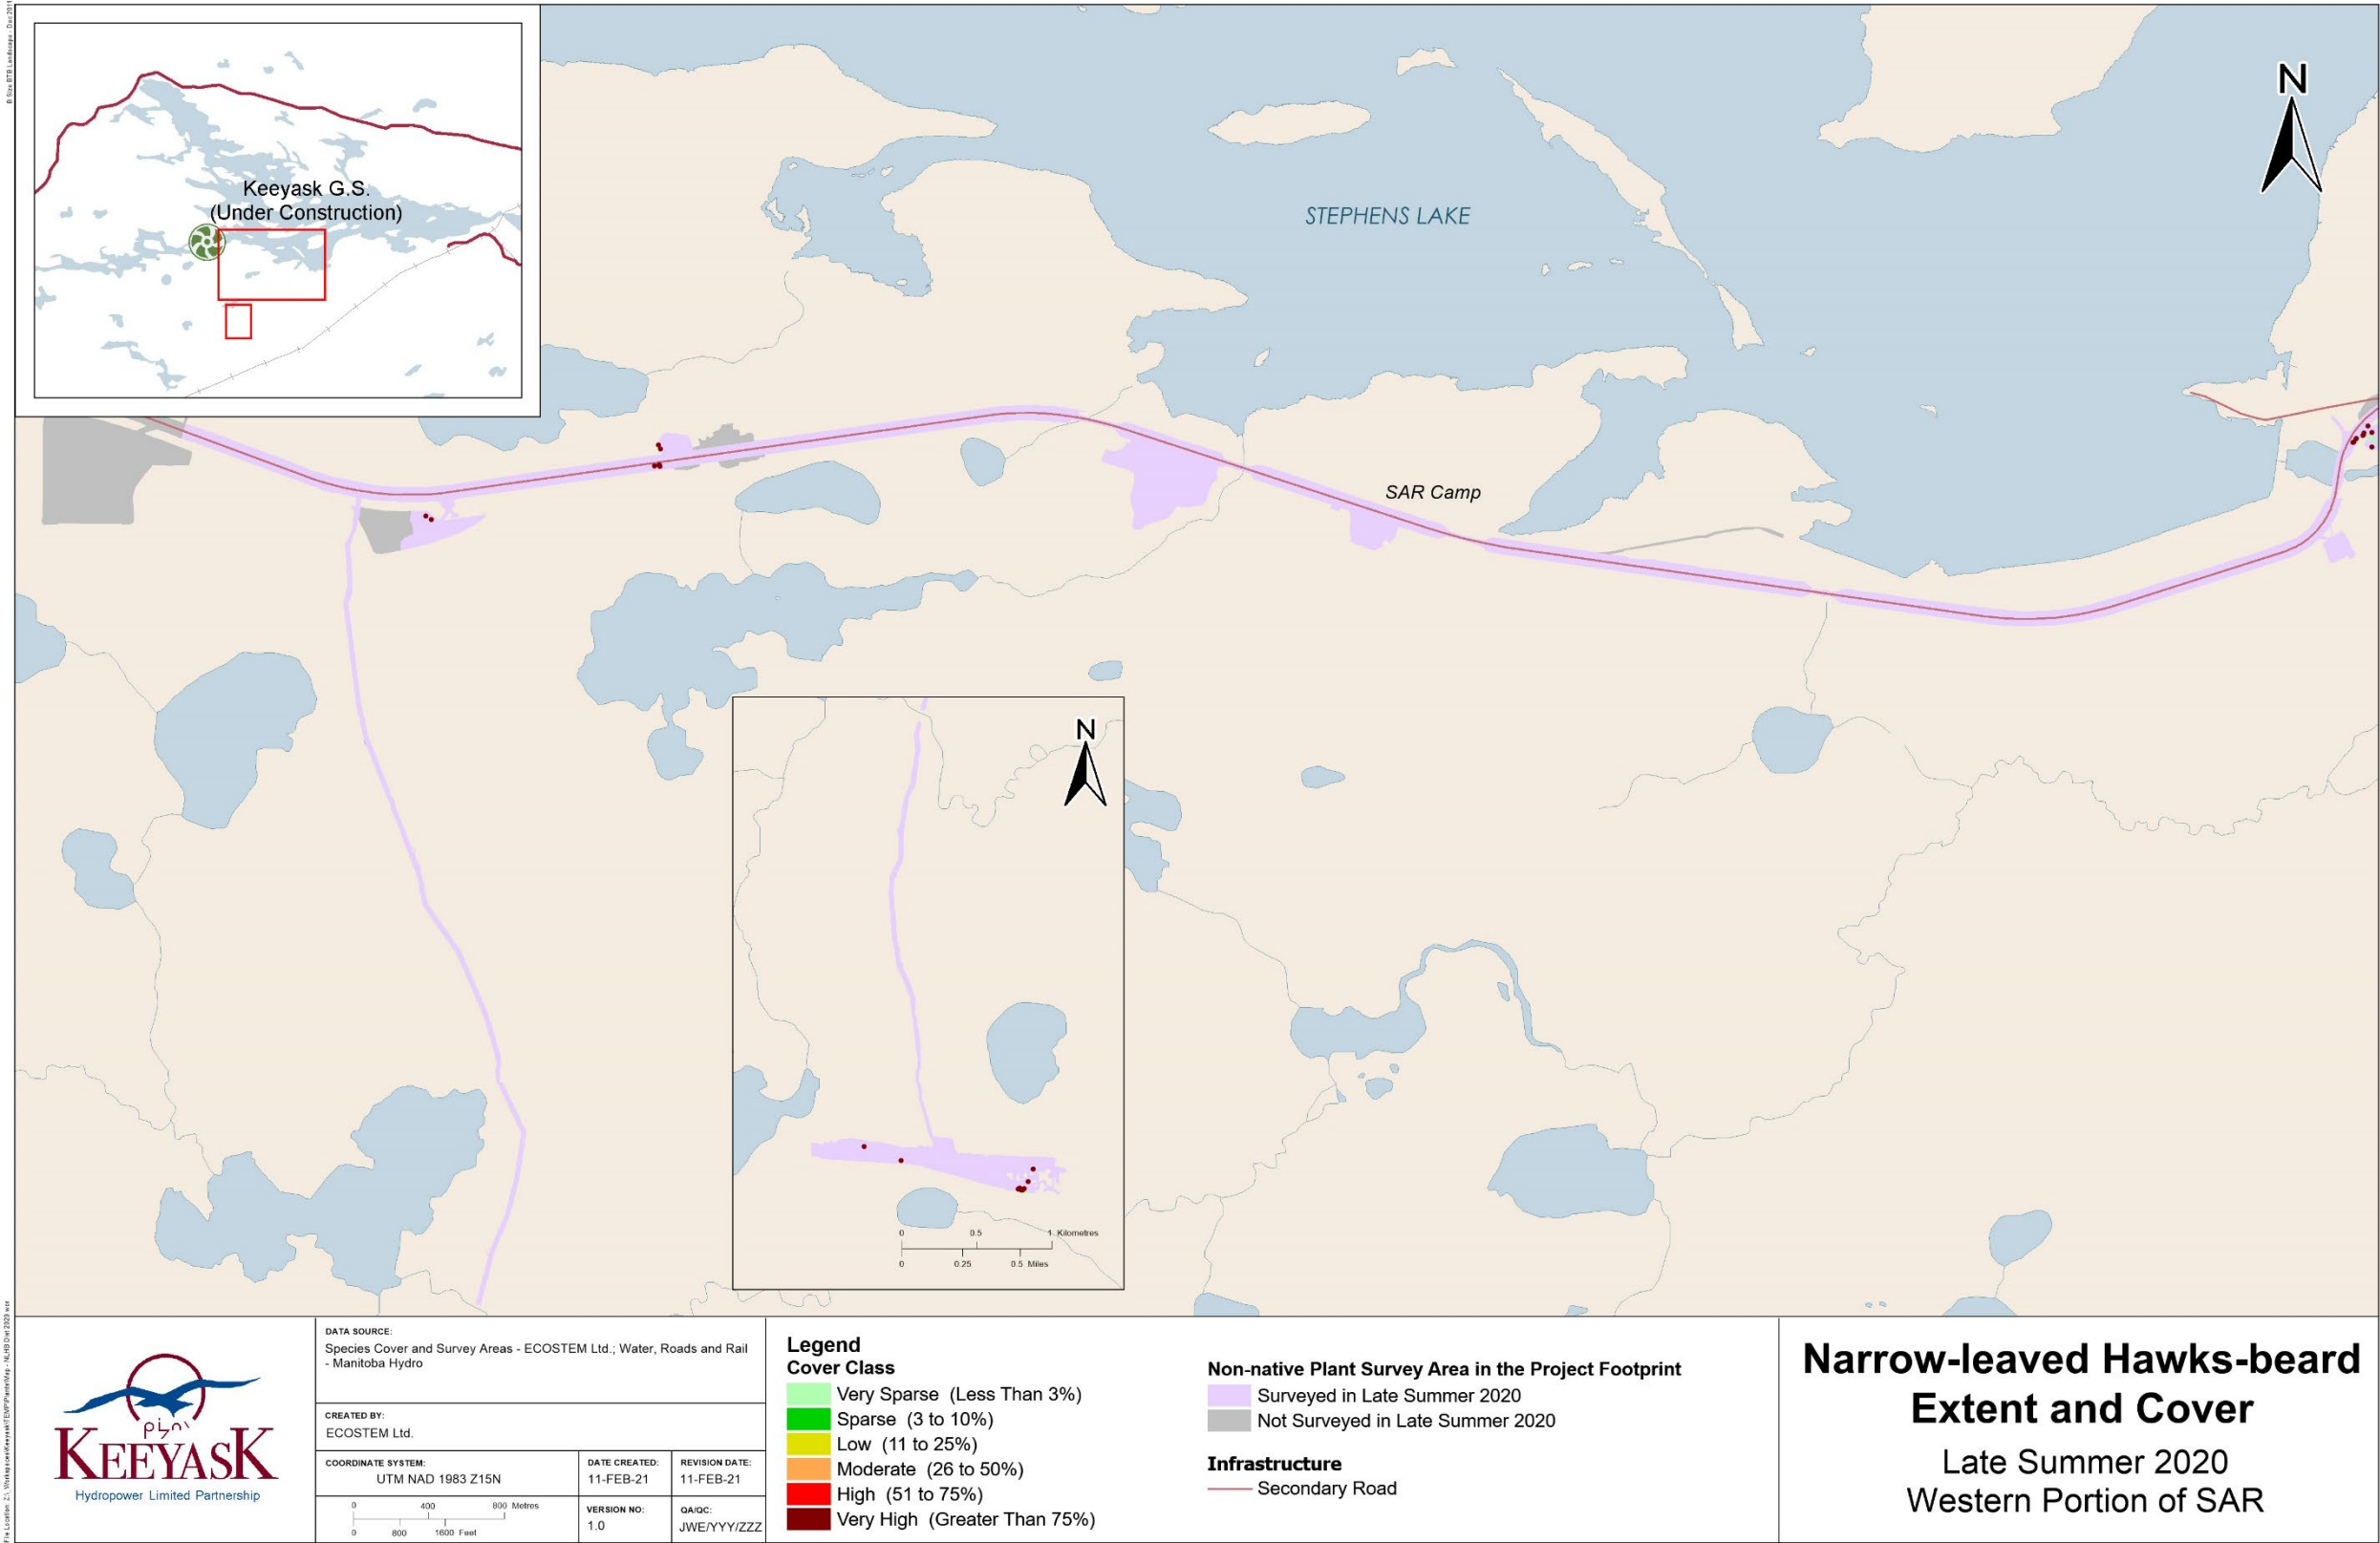 B Size BTB Landscape - Dec 2011
Keeyask G.S.
(Under Construction)
N
STEPHENS LAKE
SAR Camp
N
0 0.5 1 Kilometres
0 0.25 0.5 Miles
KEEYASK
Hydropower Limited Partnership
DATA SOURCE:
Species Cover and Survey Areas - ECOSTEM Ltd.; Water, Roads and Rail
- Manitoba Hydro
CREATED BY:
ECOSTEM Ltd.
COORDINATE SYSTEM:
UTM NAD 1983 Z15N
DATE CREATED:
11-FEB-21
REVISION DATE:
11-FEB-21
0 400 800 Metres
0 800 1600 Feet
VERSION NO:
1.0
QA/QC:
JWE/YYY/ZZZ
Legend
Cover Class
Very Sparse (Less Than 3%)
Sparse (3 to 10%)
Low (11 to 25%)
Moderate (26 to 50%)
High (51 to 75%)
Very High (Greater Than 75%)
Non-native Plant Survey Area in the Project Footprint
Surveyed in Late Summer 2020
Not Surveyed in Late Summer 2020
Infrastructure
Secondary Road
Narrow-leaved Hawks-beard
Extent and Cover
Late Summer 2020
Western Portion of SAR